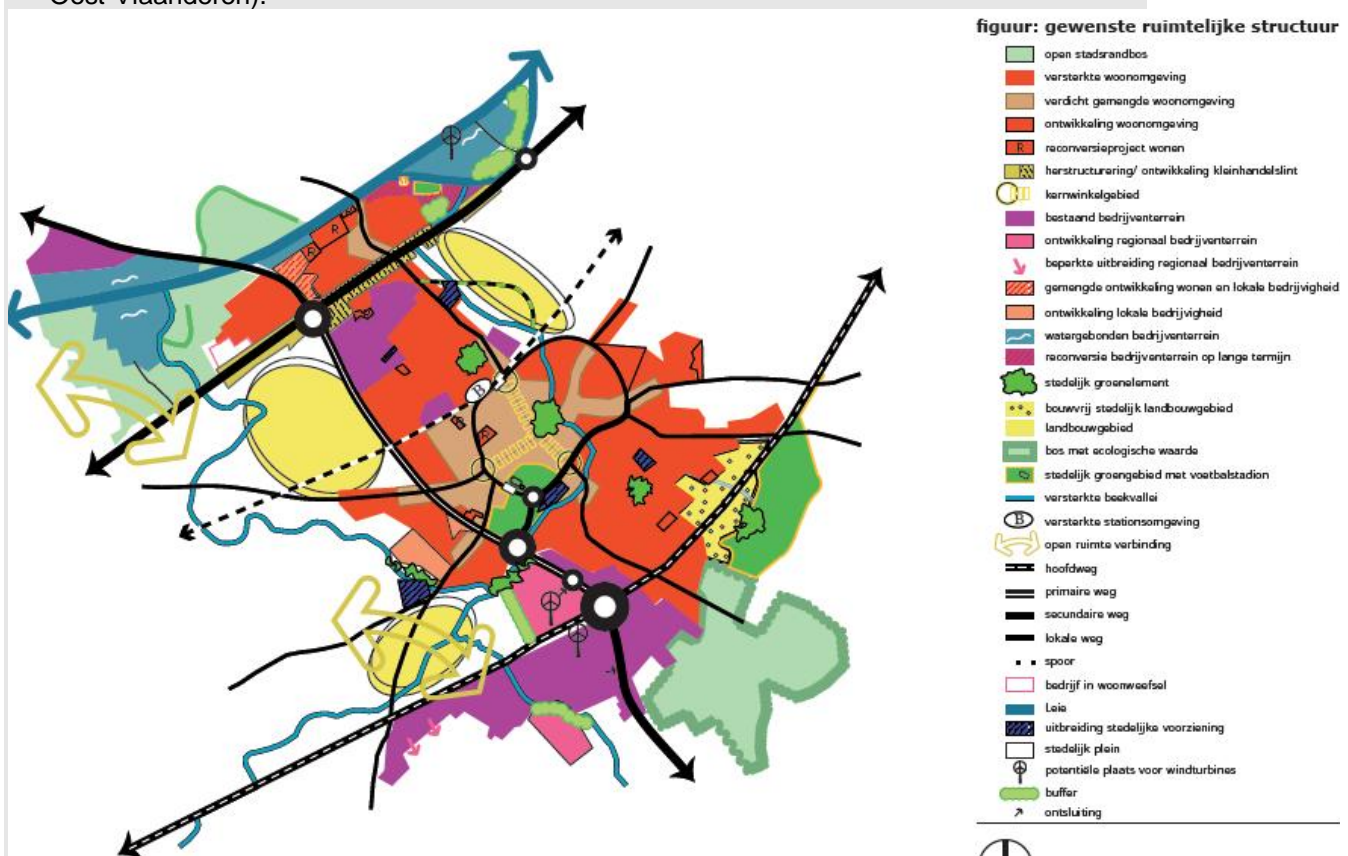 Oost-Vlaanderen).
figuur: gewenste ruimtelijke structuur
open stadsrandbos
versterkte woonomgeving
verdicht gemengde woonomgeving
ontwikkeling woonomgeving
R reconversieproject wonen
herstructurering/ ontwikkeling kleinhandelslint
kernwinkelgebied
bestaand bedrijventerrein
ontwikkeling regionaal bedrijventerrein
beperkte uitbreiding regionaal bedrijventerrein
gemengde ontwikkeling wonen en lokale bedrijvigheid
ontwikkeling lokale bedrijvigheid
watergebonden bedrijventerrein
reconversie bedrijventerrein op lange termijn
stedelijk groenelement
bouwvrij stedelijk landbouwgebied
landbouwgebied
bos met ecologische waarde
stedelijk groengebied met voetbalstadion
versterkte beekvallei
B versterkte stationsomgeving
open ruimte verbinding
hoofdweg
primaire weg
secundaire weg
lokale weg
spoor
bedrijf in woonweefsel
Leie
uitbreiding stedelijke voorziening
stedelijk plein
potentiële plaats voor windturbines
buffer
ontsluiting
R
R
B
R